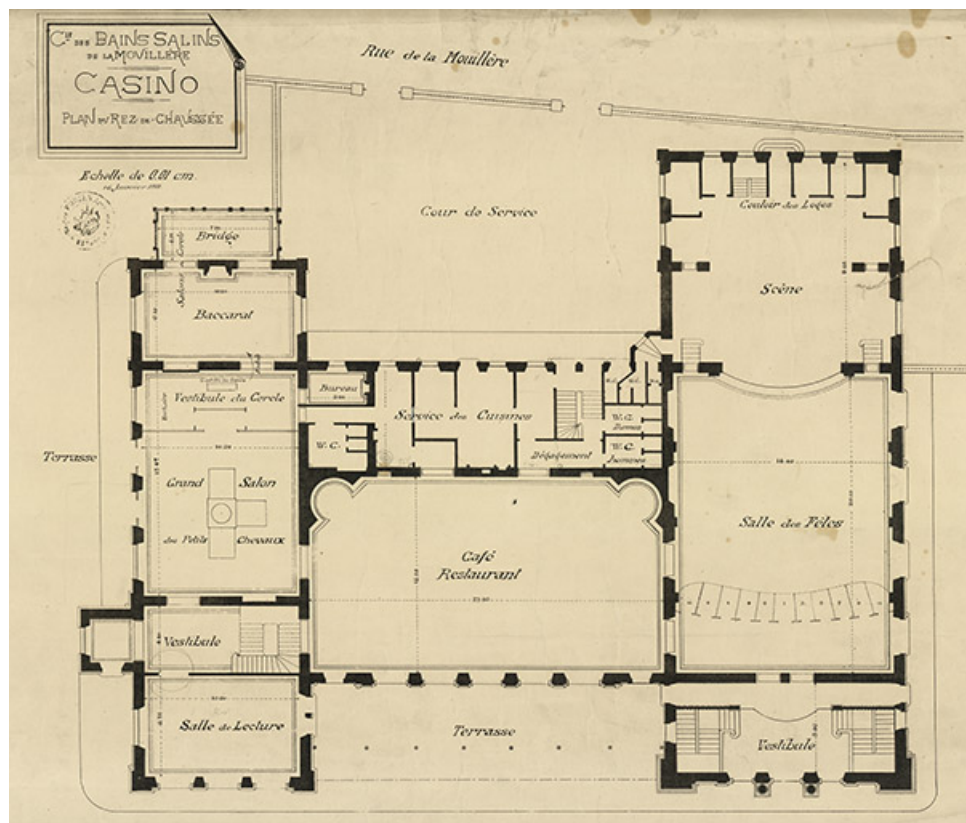 Cie DES BAINS SALINS
DE LA MOVILLÈRE
CASINO
PLAN DU REZ-DE-CHAUSSÉE
Echelle de 0.01 cm.
Rue de la Mouillère
Cour de Service
Couloir des Loges
Scène
Bridge
Salons Cercle
Baccarat
Vestibule du Cercle
Bureau
Service des Cuisines
W.C.
W.C.
Dames
W.C.
Hommes
Dégagement
Terrasse
Grand Salon
des Petits Chevaux
Café
Restaurant
Salle des Fêtes
Vestibule
Salle de Lecture
Terrasse
Vestibule